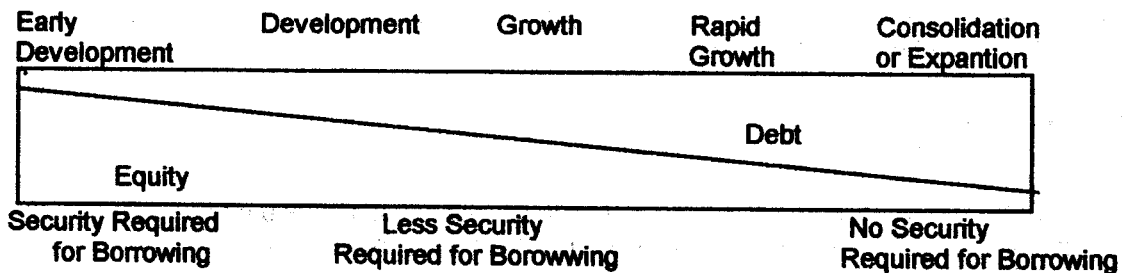 Early
Development
Development
Growth
Rapid
Growth
Consolidation
or Expantion
Debt
Equity
Security Required
for Borrowing
Less Security
Required for Borowwing
No Security
Required for Borrowing